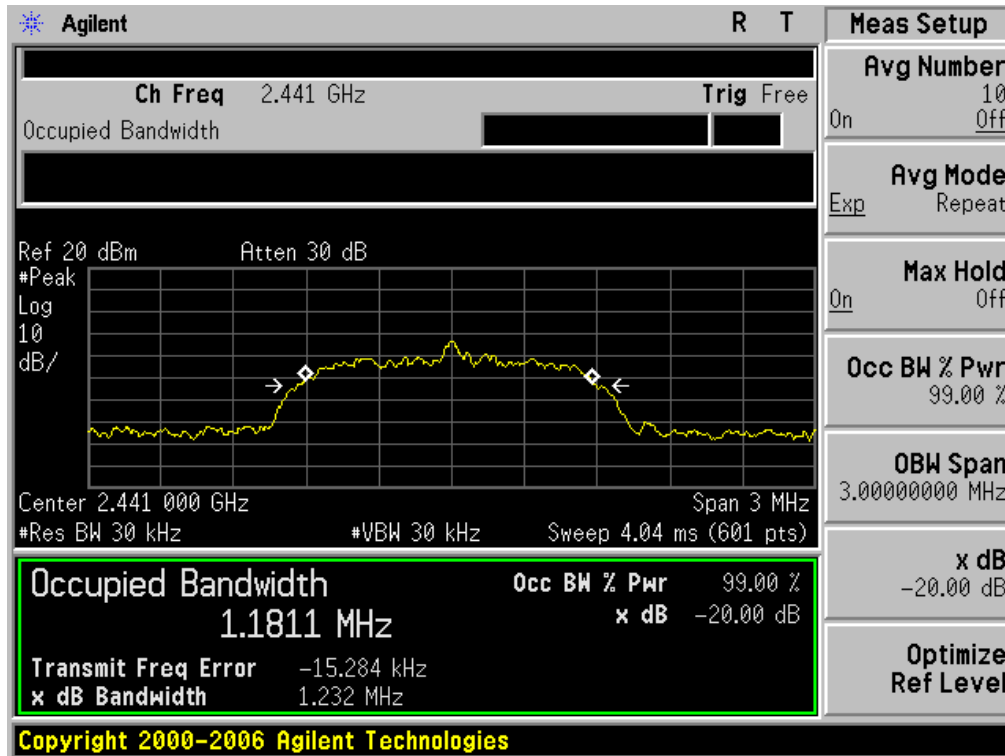 Agilent R T
Ch Freq 2.441 GHz Trig Free
Occupied Bandwidth
Ref 20 dBm Atten 30 dB
#Peak
Log
10
dB/
Center 2.441 000 GHz Span 3 MHz
#Res BW 30 kHz #VBW 30 kHz Sweep 4.04 ms (601 pts)
Occupied Bandwidth Occ BW % Pwr 99.00 %
1.1811 MHz x dB -20.00 dB
Transmit Freq Error -15.284 kHz
x dB Bandwidth 1.232 MHz
Copyright 2000-2006 Agilent Technologies
Meas Setup
Avg Number
10
On Off
Avg Mode
Exp Repeat
Max Hold
On Off
Occ BW % Pwr
99.00 %
OBW Span
3.00000000 MHz
x dB
-20.00 dB
Optimize
Ref Level